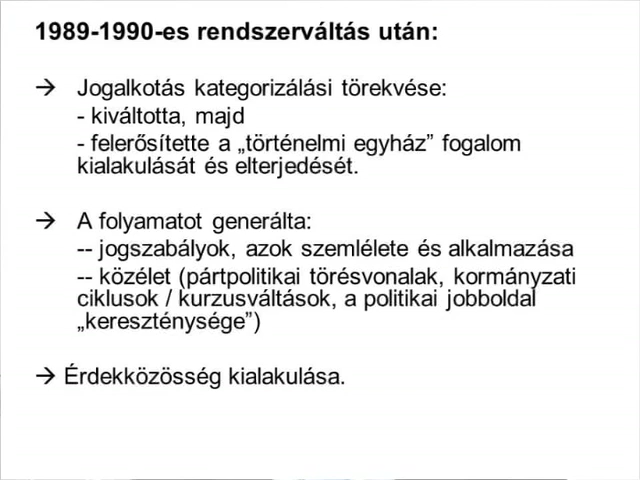 1989-1990-es rendszerváltás után:
→ Jogalkotás kategorizálási törekvése:
- kiváltotta, majd
- felerősítette a „történelmi egyház” fogalom
kialakulását és elterjedését.
→ A folyamatot generálta:
-- jogszabályok, azok szemlélete és alkalmazása
-- közélet (pártpolitikai törésvonalak, kormányzati
ciklusok / kurzusváltások, a politikai jobboldal
„kereszténysége”)
→ Érdekközösség kialakulása.